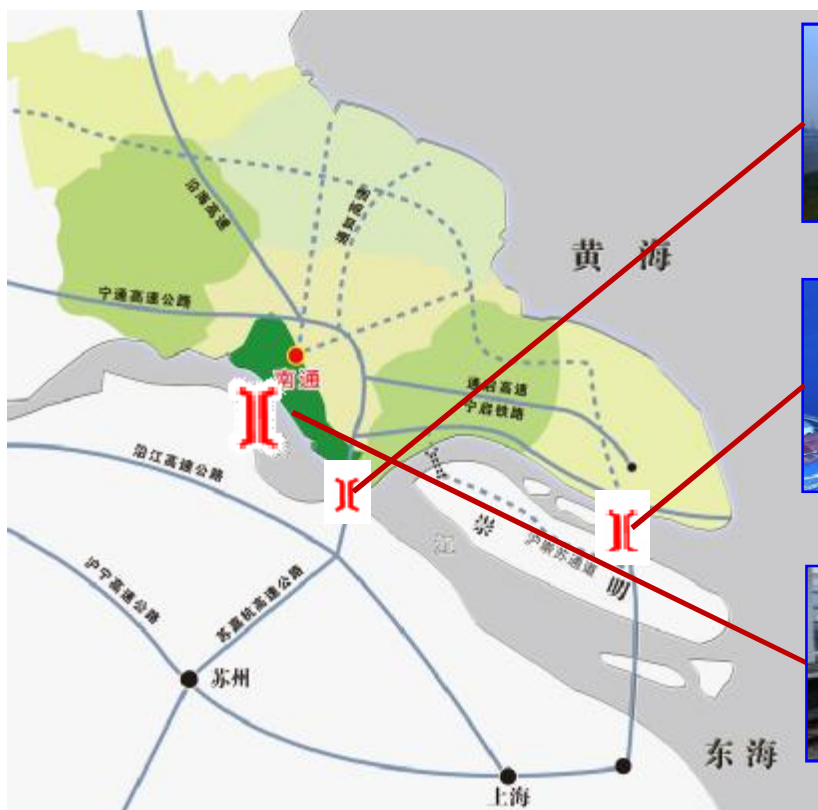 沿海高速
通洋高速
黄 海
宁通高速公路
南通
通启高速
宁启铁路
沿江高速公路
崇
江
沪崇苏通道
明
沪宁高速公路
苏嘉杭高速公路
苏州
东 海
上海